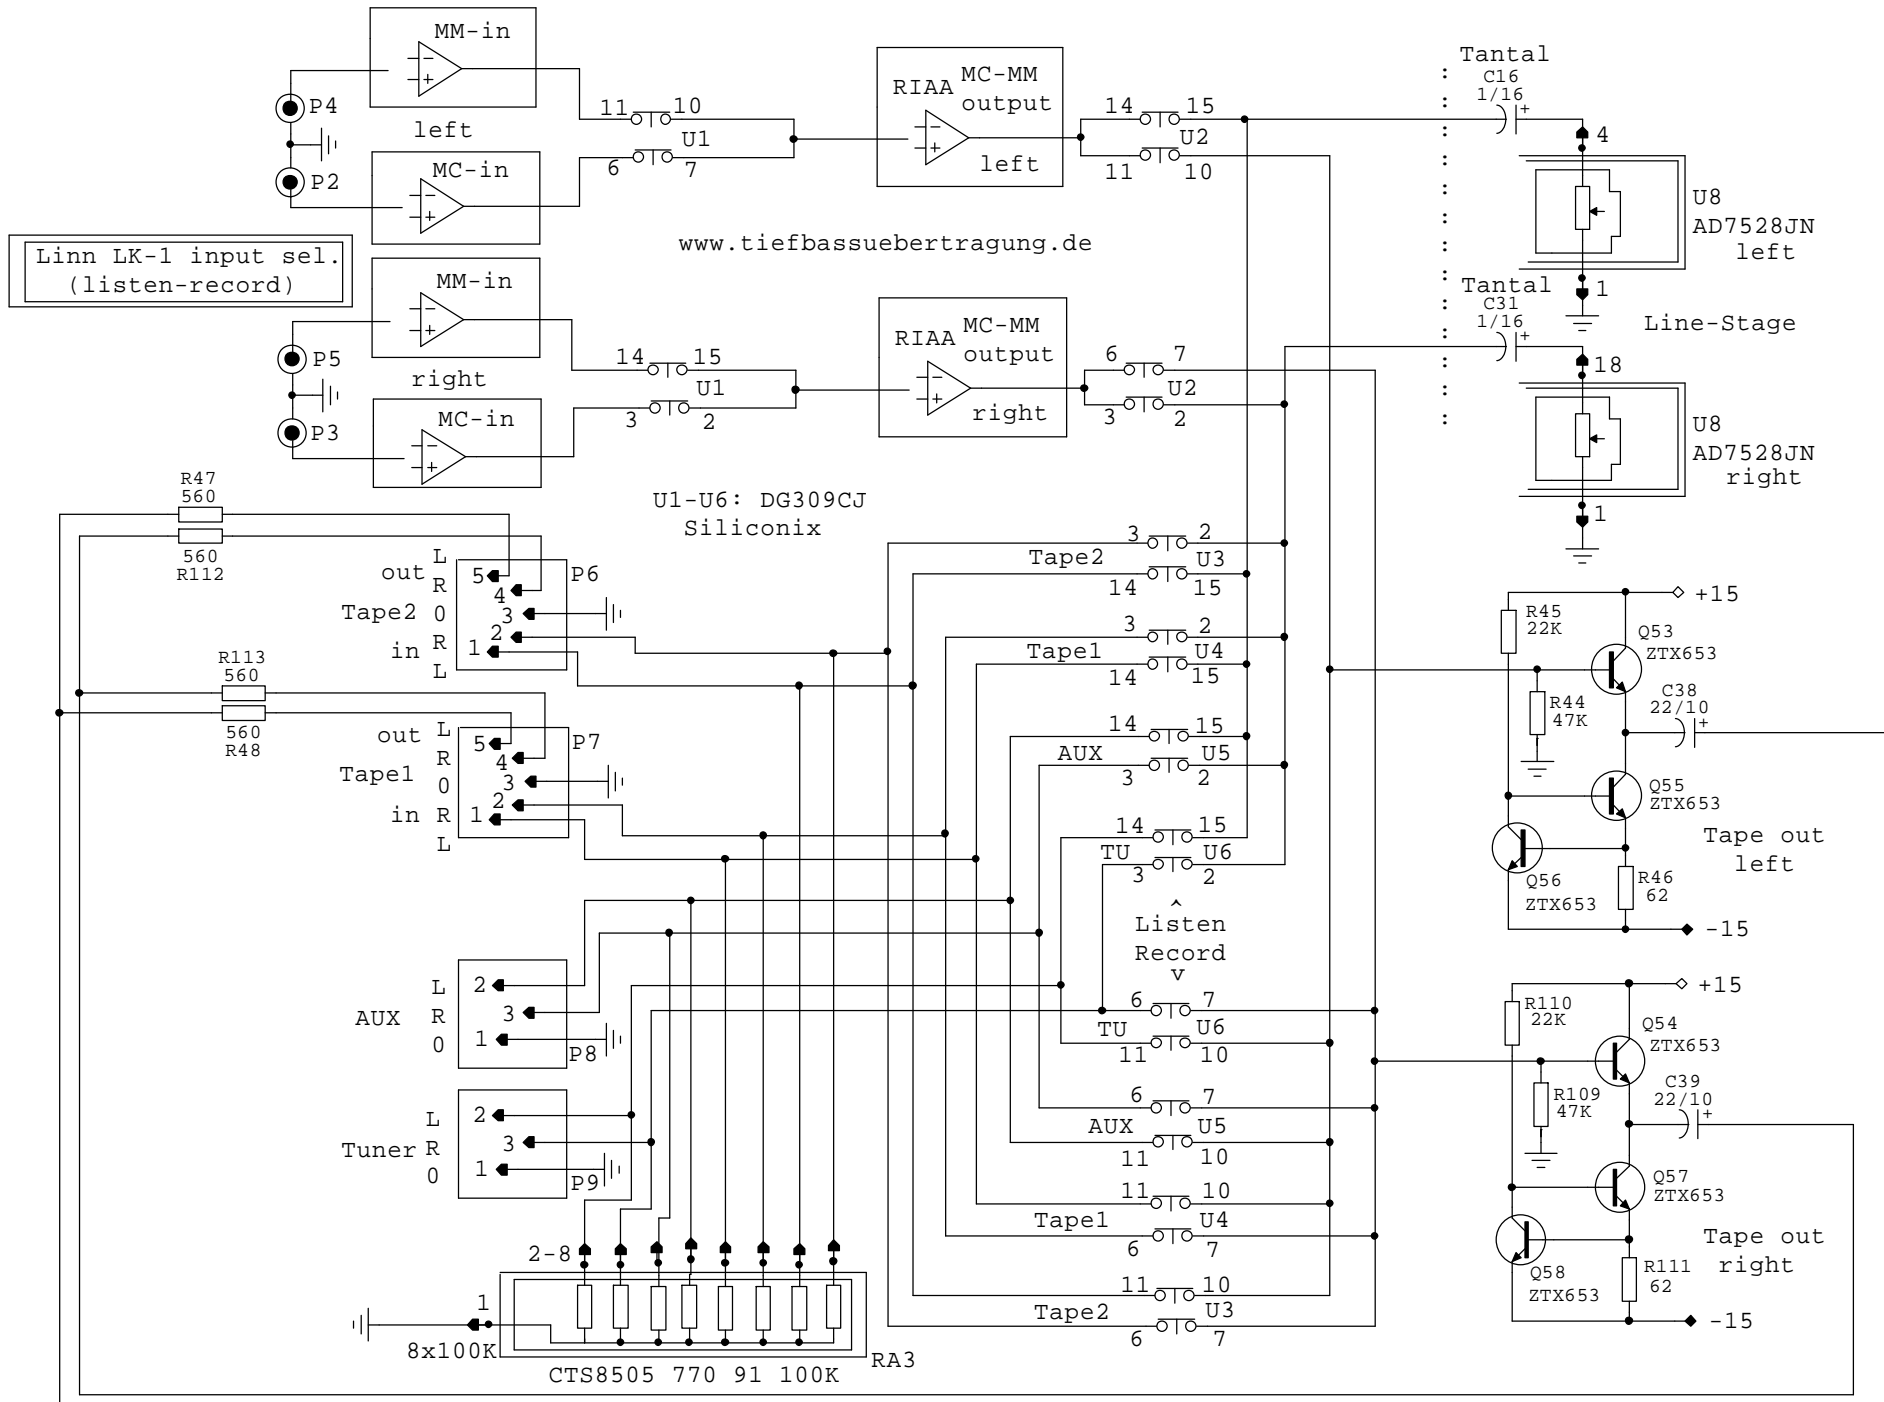 MM-in
P4
left
P2
MC-in
11 10
U1
6 7
RIAA MC-MM
output
left
14 15
U2
11 10
Tantal
C16
1/16
+
4
U8
AD7528JN
left
1
Linn LK-1 input sel.
(listen-record)
www.tiefbassuebertragung.de
MM-in
P5
right
P3
MC-in
14 15
U1
3 2
RIAA MC-MM
output
right
6 7
U2
3 2
Tantal
C31
1/16
+
Line-Stage
18
U8
AD7528JN
right
1
U1-U6: DG309CJ
Siliconix
R47
560
560
R112
out L
R
Tape2 0
in R
L
5
4
3
2
1
P6
R113
560
560
R48
out L
R
Tape1 0
in R
L
5
4
3
2
1
P7
3 2
Tape2 U3
14 15
3 2
Tape1 U4
14 15
14 15
AUX U5
3 2
14 15
TU U6
3 2
^
Listen
Record
v
6 7
TU U6
11 10
6 7
AUX U5
11 10
11 10
Tape1 U4
6 7
11 10
Tape2 U3
6 7
AUX
L
R
0
2
3
1
P8
Tuner
L
R
0
2
3
1
P9
2-8
1
8x100K
RA3
CTS8505 770 91 100K
+15
R45
22K
Q53
ZTX653
R44
47K
C38
22/10
+
Q55
ZTX653
Tape out
left
Q56
ZTX653
R46
62
-15
+15
R110
22K
Q54
ZTX653
R109
47K
C39
22/10
+
Q57
ZTX653
Tape out
right
Q58
ZTX653
R111
62
-15